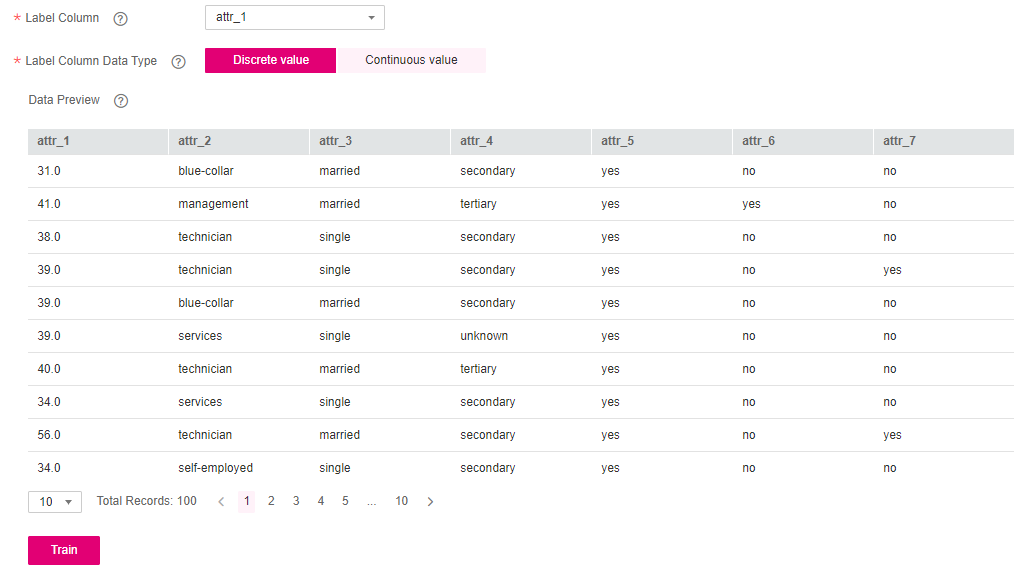 * Label Column ? attr_1
* Label Column Data Type ? Discrete value Continuous value
Data Preview ?
attr_1 attr_2 attr_3 attr_4 attr_5 attr_6 attr_7
31.0 blue-collar married secondary yes no no
41.0 management married tertiary yes yes no
38.0 technician single secondary yes no no
39.0 technician single secondary yes no yes
39.0 blue-collar married secondary yes no no
39.0 services single unknown yes no no
40.0 technician married tertiary yes no no
34.0 services single secondary yes no no
56.0 technician married secondary yes no yes
34.0 self-employed single secondary yes no no
10 Total Records: 100 < 1 2 3 4 5 ... 10 >
Train